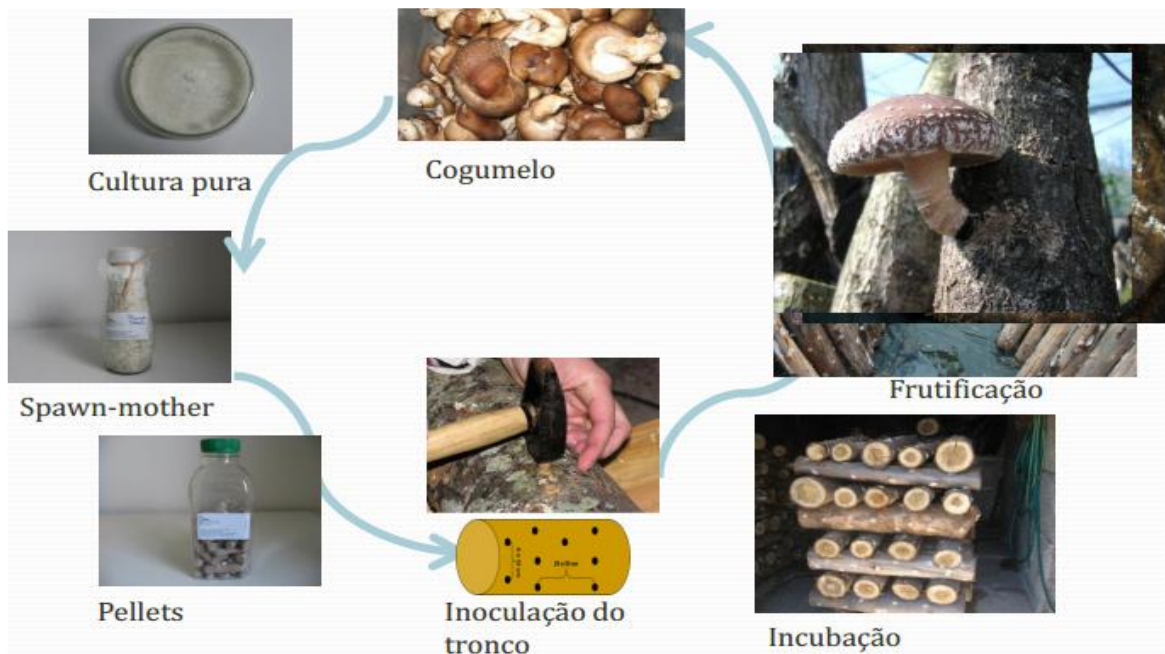 Cultura pura
Cogumelo
Frutificação
Spawn-mother
Pellets
Inoculação do
tronco
Incubação